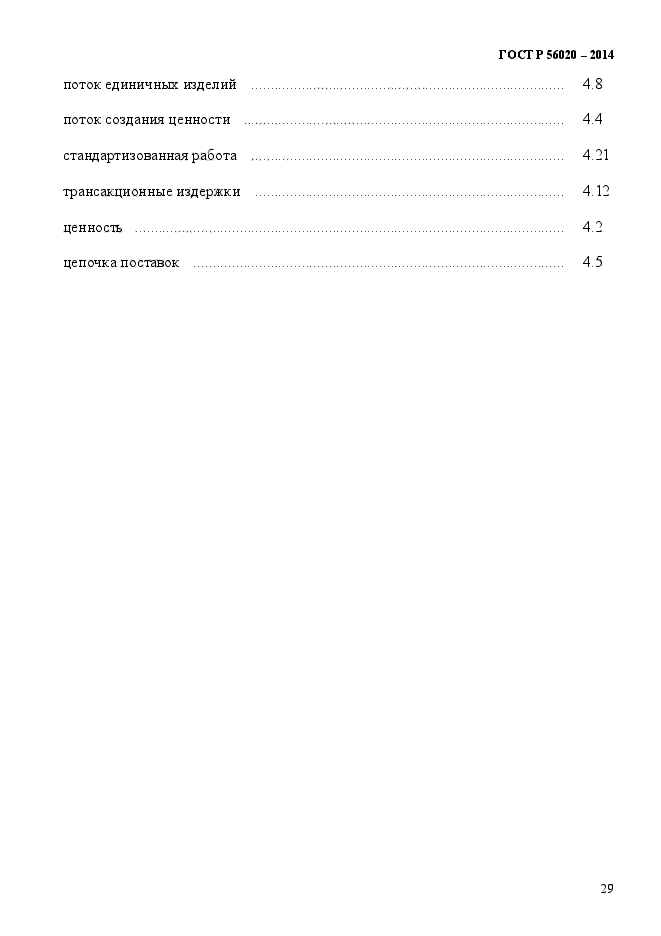 ГОСТ Р 56020 – 2014
поток единичных изделий ........................................ 4.8
поток создания ценности ........................................ 4.4
стандартизованная работа ........................................ 4.21
трансакционные издержки ........................................ 4.12
ценность ........................................ 4.2
цепочка поставок ........................................ 4.5
29